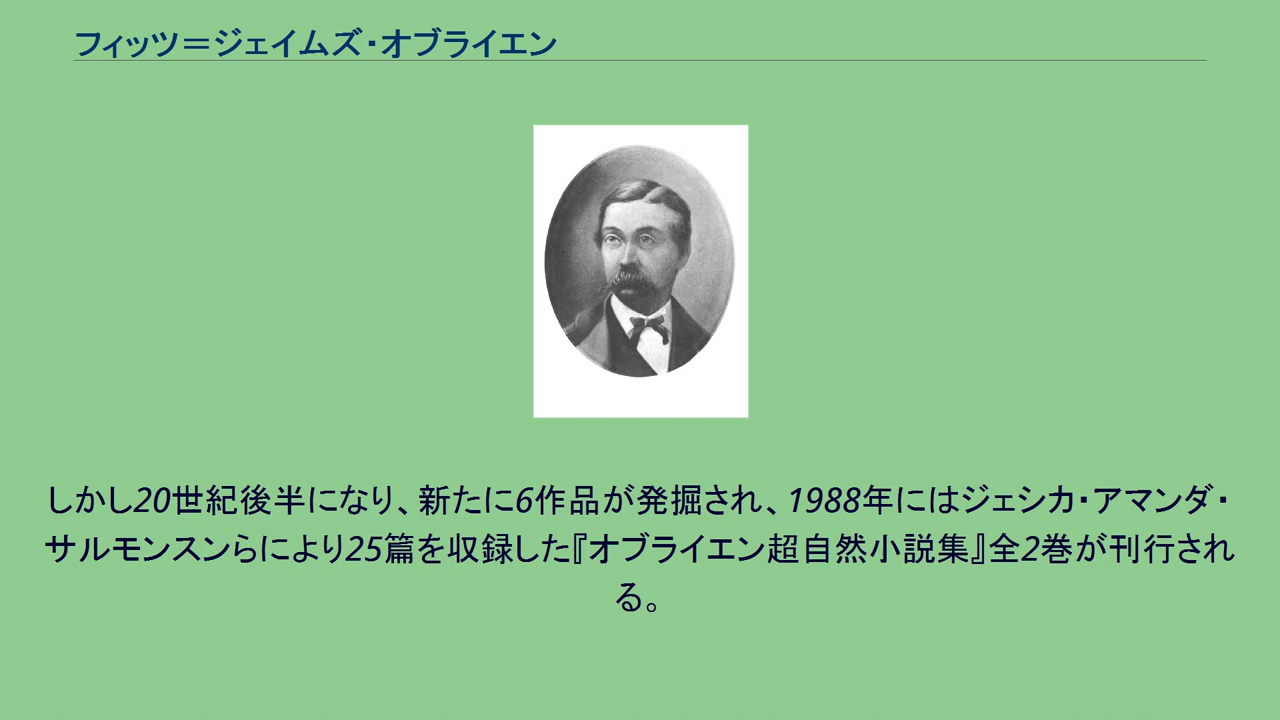 フィッツ＝ジェイムズ・オブライエン
しかし20世紀後半になり、新たに6作品が発掘され、1988年にはジェシカ・アマンダ・
サルモンスンらにより25篇を収録した『オブライエン超自然小説集』全2巻が刊行され
る。